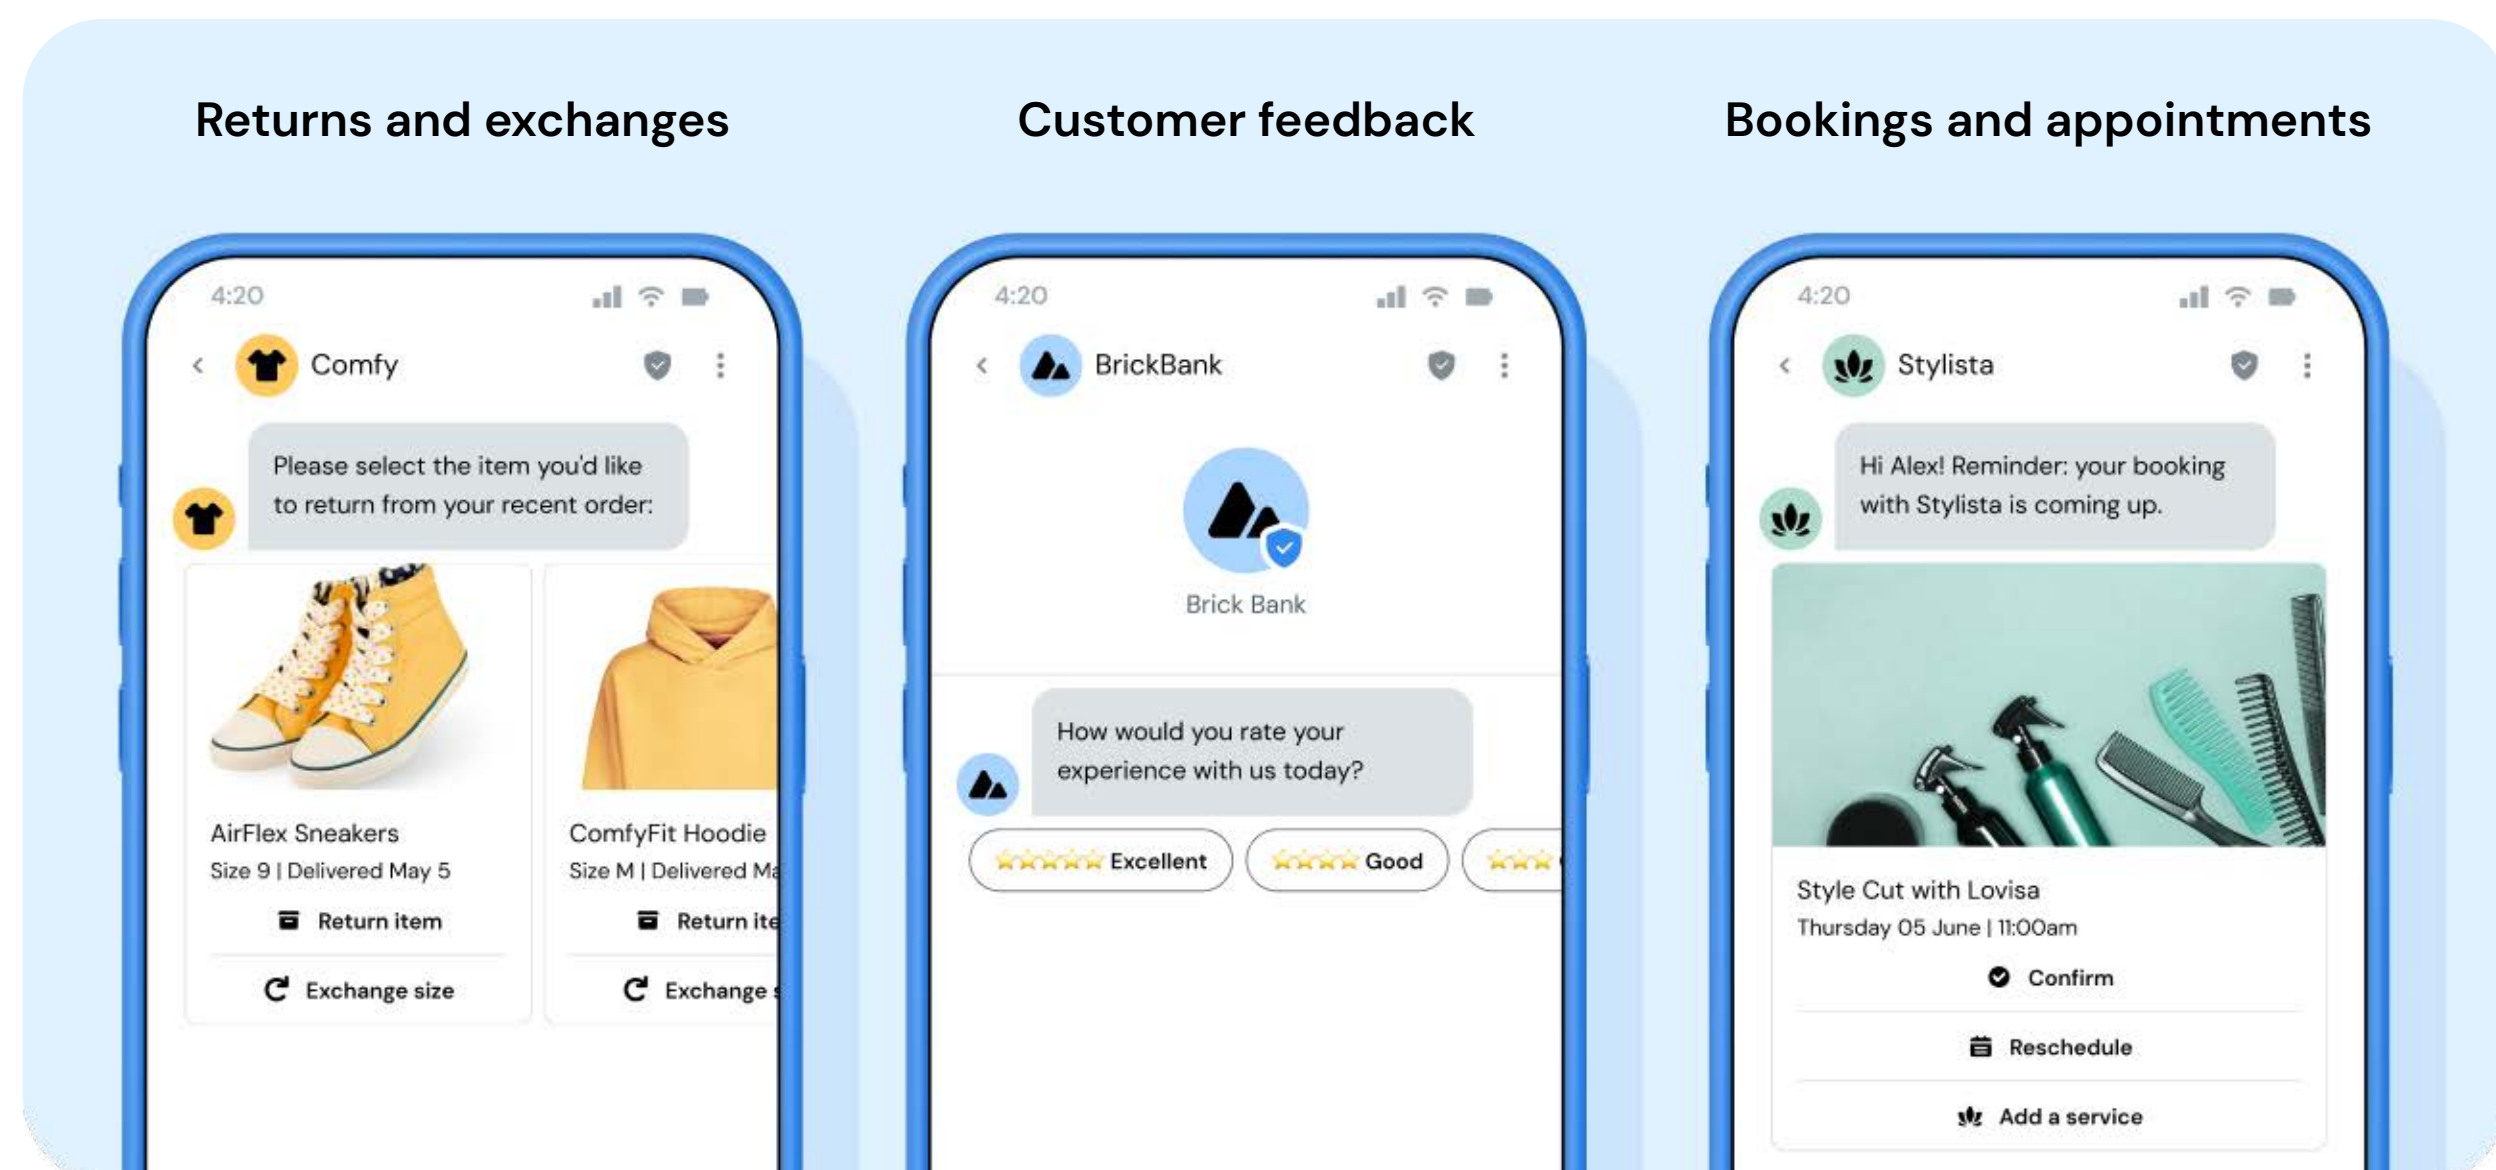 Returns and exchanges
4:20
Comfy
Please select the item you'd like
to return from your recent order:
AirFlex Sneakers
Size 9 | Delivered May 5
Return item
Exchange size
ComfyFit Hoodie
Size M | Delivered
Return
Exchange
Customer feedback
4:20
BrickBank
Brick Bank
How would you rate your
experience with us today?
Excellent
Good
Bookings and appointments
4:20
Stylista
Hi Alex! Reminder: your booking
with Stylista is coming up.
Style Cut with Lovisa
Thursday 05 June | 11:00am
Confirm
Reschedule
Add a service